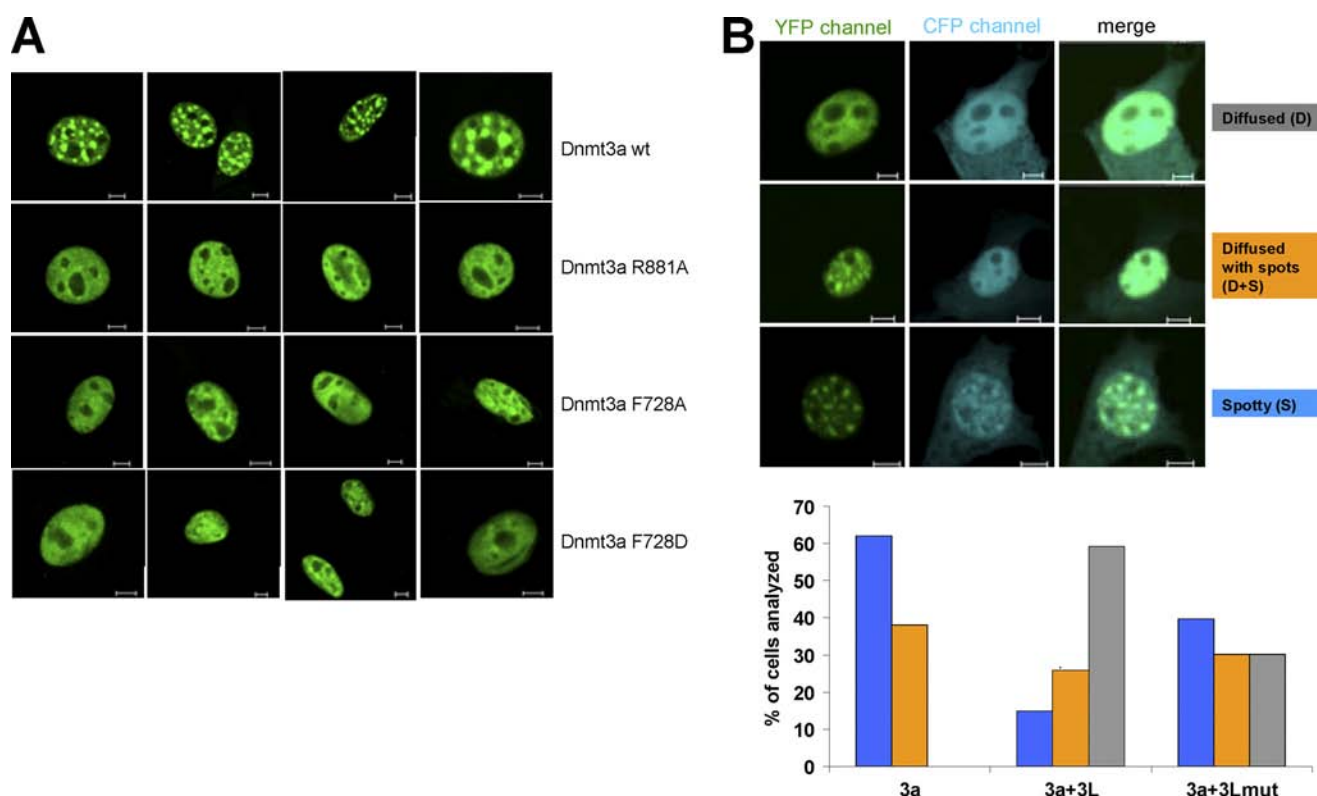 A
Dnmt3a wt
Dnmt3a R881A
Dnmt3a F728A
Dnmt3a F728D
B
YFP channel
CFP channel
merge
Diffused (D)
Diffused
with spots
(D+S)
Spotty (S)
% of cells analyzed
70
60
50
40
30
20
10
0
3a
3a+3L
3a+3Lmut